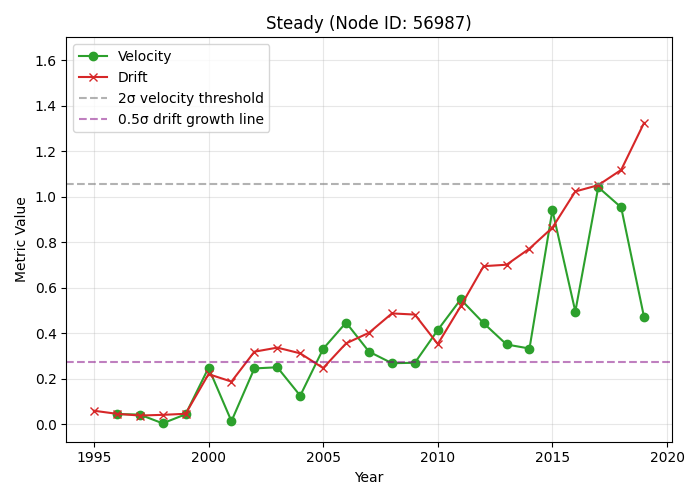 Steady (Node ID: 56987)
Velocity
Drift
2σ velocity threshold
0.5σ drift growth line
Metric Value
1.6
1.4
1.2
1.0
0.8
0.6
0.4
0.2
0.0
1995 2000 2005 2010 2015 2020
Year